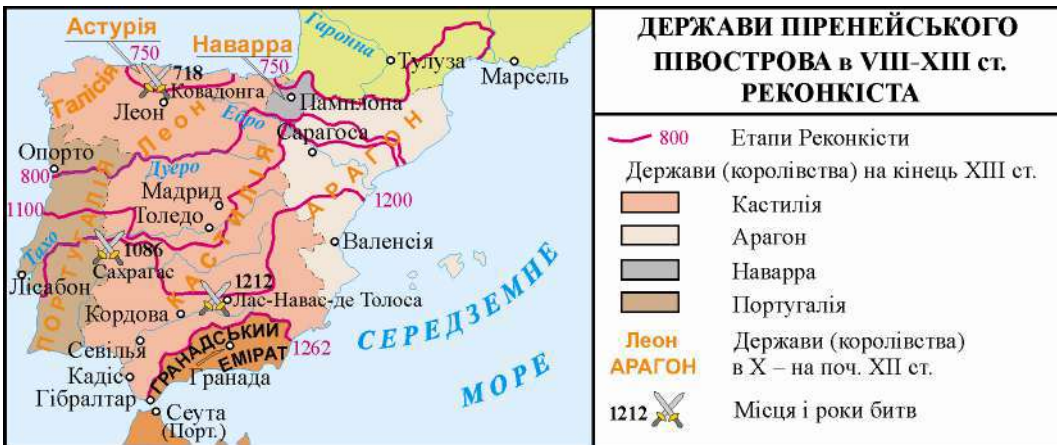 Астурія
Наварра
750
750
718
Ковадонга
Галісія
Леон
Леон
Памплона
Гаронна
Тулуза
Марсель
Ебро
Сарагоса
АРАГОН
Опорто
800
Дуеро
Мадрид
Толедо
1100
1200
КАСТИЛІЯ
ПОРТУГАЛІЯ
Тахо
1086
Сахрагас
Лісабон
Валенсія
1212
Лас-Навас-де Толоса
Кордова
Севілья
Кадіс
Гібралтар
Сеута
(Порт.)
ГРАНАДСЬКИЙ
ЕМІРАТ
Гранада
1262
СЕРЕДЗЕМНЕ
МОРЕ
ДЕРЖАВИ ПІРЕНЕЙСЬКОГО
ПІВОСТРОВА в VIII-XIII ст.
РЕКОНКІСТА
800 Етапи Реконкісти
Держави (королівства) на кінець XIII ст.
Кастилія
Арагон
Наварра
Португалія
Леон
АРАГОН
Держави (королівства)
в X – на поч. XII ст.
1212 Місця і роки битв